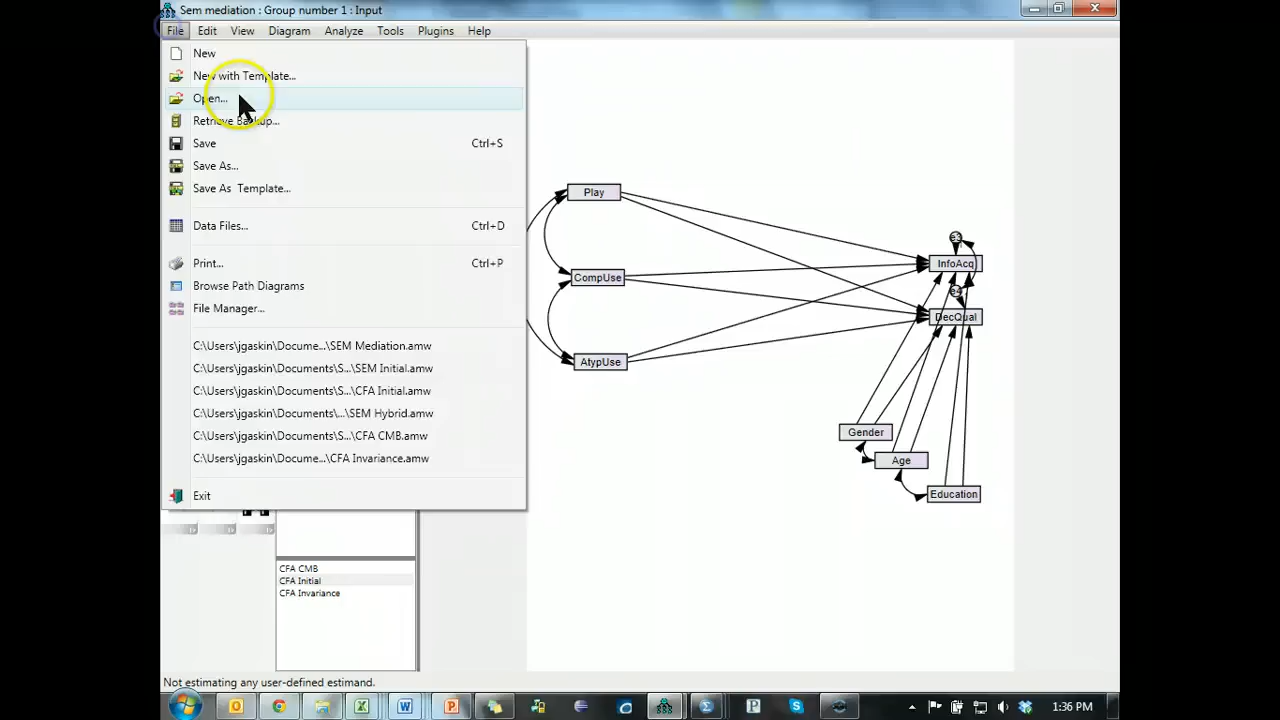 Sem mediation : Group number 1 : Input
File Edit View Diagram Analyze Tools Plugins Help
New
New with Template...
Open...
Retrieve Backup...
Save Ctrl+S
Save As...
Save As Template...
Data Files... Ctrl+D
Print... Ctrl+P
Browse Path Diagrams
File Manager...
C:\Users\jgaskin\Docume...\SEM Mediation.amw
C:\Users\jgaskin\Documents\S...\SEM Initial.amw
C:\Users\jgaskin\Documents\S...\CFA Initial.amw
C:\Users\jgaskin\Documents\...\SEM Hybrid.amw
C:\Users\jgaskin\Documents\S...\CFA CMB.amw
C:\Users\jgaskin\Docume...\CFA Invariance.amw
Exit
Play
CompUse
AtypUse
e3
InfoAcq
e4
DecQual
Gender
Age
Education
CFA CMB
CFA Initial
CFA Invariance
Not estimating any user-defined estimand.
1:36 PM